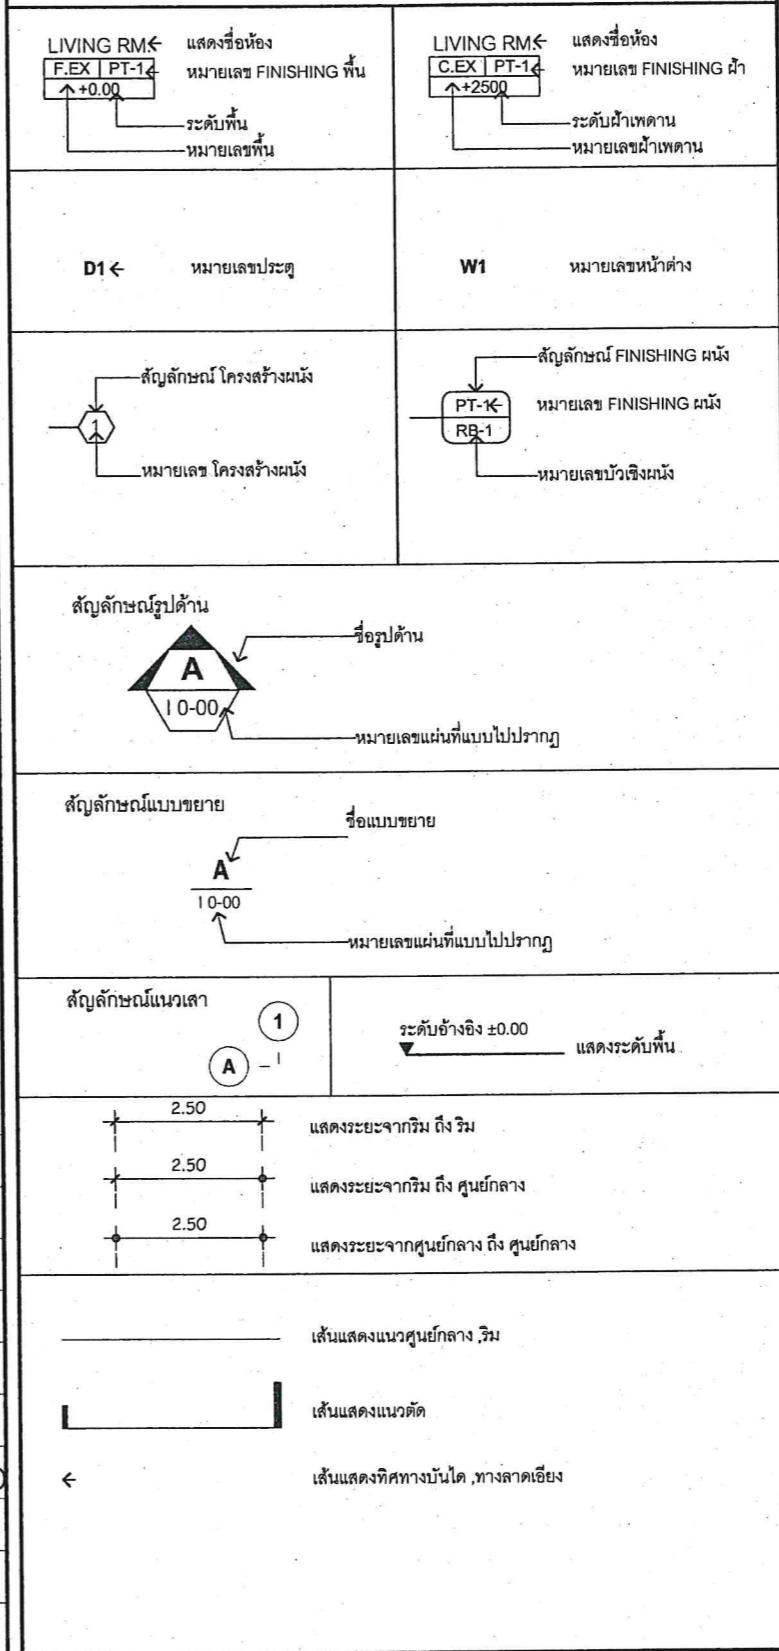 LIVING RM. แสดงชื่อห้อง
F.EX PT-1 หมายเลข FINISHING พื้น
+0.00
ระดับพื้น
หมายเลขพื้น
LIVING RM. แสดงชื่อห้อง
C.EX PT-1 หมายเลข FINISHING ฝ้า
+2500
ระดับฝ้าเพดาน
หมายเลขฝ้าเพดาน
D1 หมายเลขประตู
W1 หมายเลขหน้าต่าง
สัญลักษณ์ โครงสร้างผนัง
1
หมายเลข โครงสร้างผนัง
สัญลักษณ์ FINISHING ผนัง
PT-1 หมายเลข FINISHING ผนัง
RB-1
หมายเลขบัวเชิงผนัง
สัญลักษณ์รูปด้าน
ชื่อรูปด้าน
A
I 0-00
หมายเลขแผ่นที่แบบไปปรากฏ
สัญลักษณ์แบบขยาย
ชื่อแบบขยาย
A
I 0-00
หมายเลขแผ่นที่แบบไปปรากฏ
สัญลักษณ์แนวเสา
1
A
ระดับอ้างอิง ±0.00
แสดงระดับพื้น
2.50
แสดงระยะจากริม ถึง ริม
2.50
แสดงระยะจากริม ถึง ศูนย์กลาง
2.50
แสดงระยะจากศูนย์กลาง ถึง ศูนย์กลาง
เส้นแสดงแนวศูนย์กลาง ,ริม
เส้นแสดงแนวตัด
เส้นแสดงทิศทางบันได ,ทางลาดเอียง